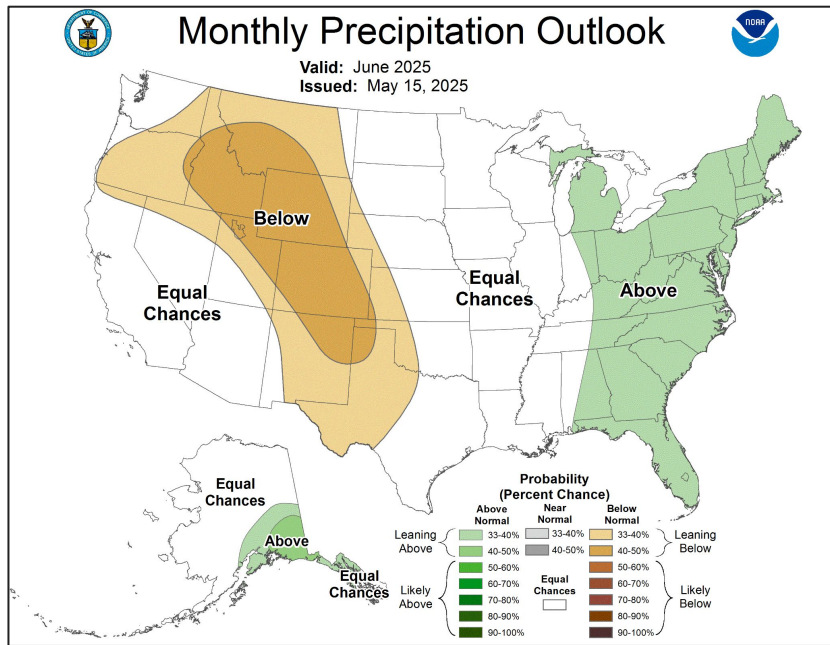 Monthly Precipitation Outlook
NOAA
Valid: June 2025
Issued: May 15, 2025
Below
Equal
Chances
Equal
Chances
Above
Equal
Chances
Above
Equal
Chances
Probability
(Percent Chance)
Above
Normal
Near
Normal
Below
Normal
Leaning
Above
33-40%
40-50%
50-60%
60-70%
70-80%
80-90%
90-100%
Likely
Above
33-40%
40-50%
Equal
Chances
33-40%
40-50%
50-60%
60-70%
70-80%
80-90%
90-100%
Leaning
Below
Likely
Below